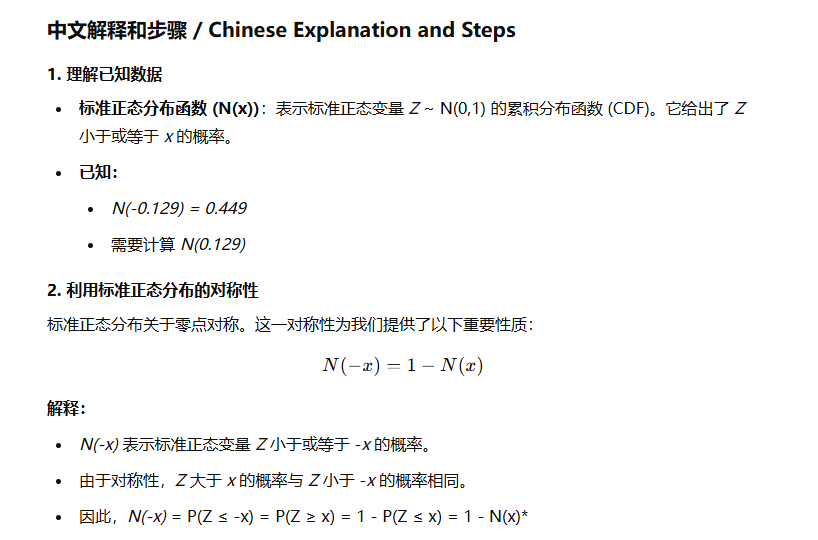 中文解释和步骤 / Chinese Explanation and Steps
1. 理解已知数据
• 标准正态分布函数 (N(x))：表示标准正态变量 Z ~ N(0,1) 的累积分布函数 (CDF)。它给出了 Z
小于或等于 x 的概率。
• 已知：
• N(-0.129) = 0.449
• 需要计算 N(0.129)
2. 利用标准正态分布的对称性
标准正态分布关于零点对称。这一对称性为我们提供了以下重要性质：
N(−x) = 1 − N(x)
解释：
• N(-x) 表示标准正态变量 Z 小于或等于 -x 的概率。
• 由于对称性，Z 大于 x 的概率与 Z 小于 -x 的概率相同。
• 因此，N(-x) = P(Z ≤ -x) = P(Z ≥ x) = 1 - P(Z ≤ x) = 1 - N(x)*